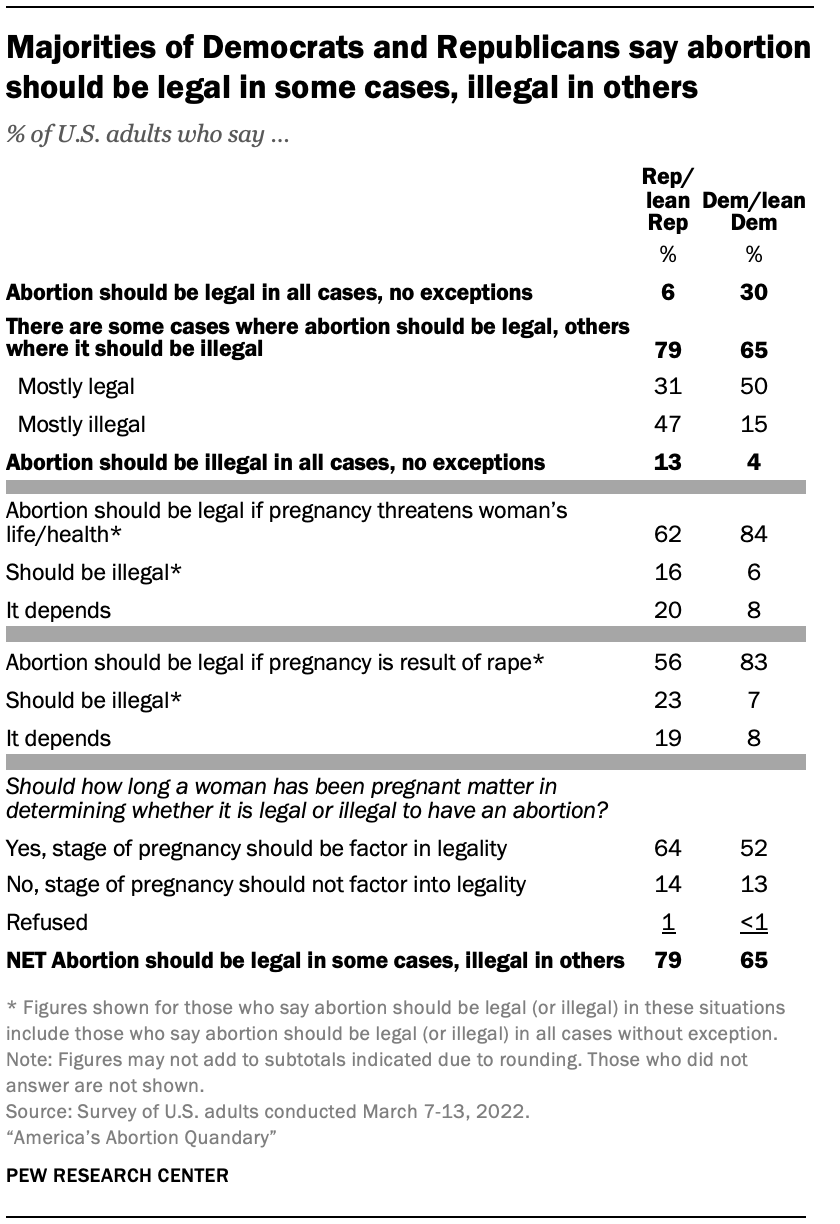 Majorities of Democrats and Republicans say abortion
should be legal in some cases, illegal in others
% of U.S. adults who say ...
Rep/
lean Dem/lean
Rep Dem
% %
Abortion should be legal in all cases, no exceptions 6 30
There are some cases where abortion should be legal, others
where it should be illegal 79 65
Mostly legal 31 50
Mostly illegal 47 15
Abortion should be illegal in all cases, no exceptions 13 4
Abortion should be legal if pregnancy threatens woman's
life/health* 62 84
Should be illegal* 16 6
It depends 20 8
Abortion should be legal if pregnancy is result of rape* 56 83
Should be illegal* 23 7
It depends 19 8
Should how long a woman has been pregnant matter in
determining whether it is legal or illegal to have an abortion?
Yes, stage of pregnancy should be factor in legality 64 52
No, stage of pregnancy should not factor into legality 14 13
Refused 1 <1
NET Abortion should be legal in some cases, illegal in others 79 65
* Figures shown for those who say abortion should be legal (or illegal) in these situations
include those who say abortion should be legal (or illegal) in all cases without exception.
Note: Figures may not add to subtotals indicated due to rounding. Those who did not
answer are not shown.
Source: Survey of U.S. adults conducted March 7-13, 2022.
“America's Abortion Quandary”
PEW RESEARCH CENTER